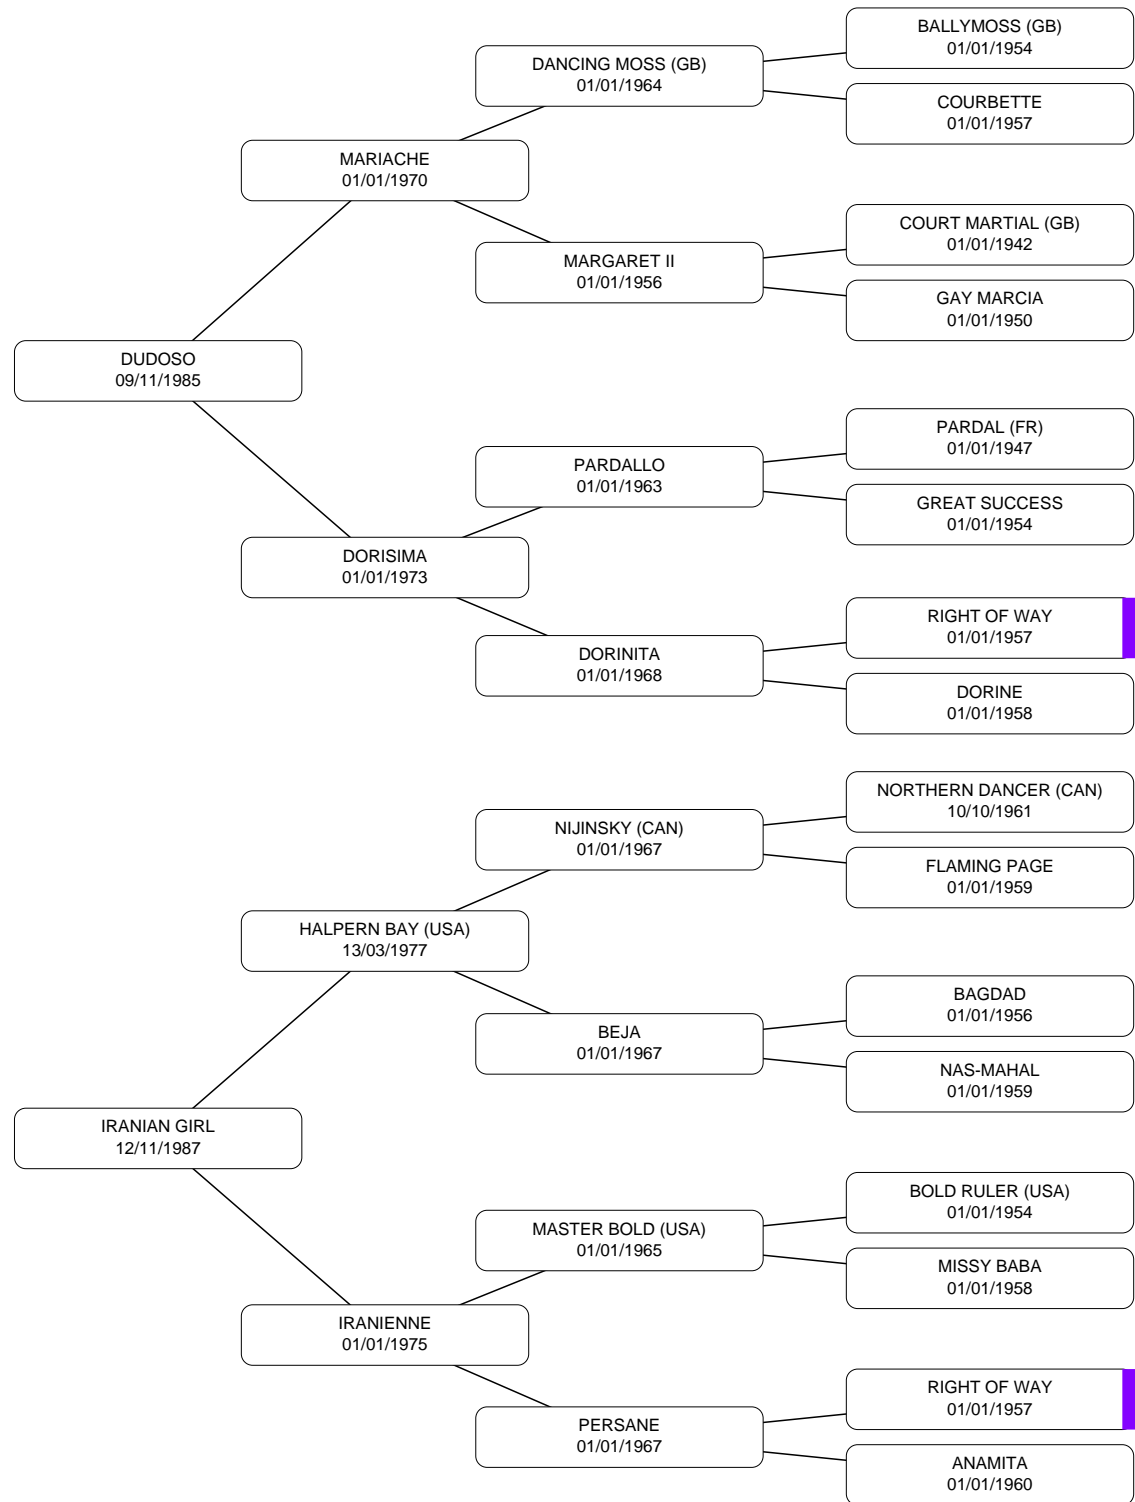 BALLYMOSS (GB)
01/01/1954
DANCING MOSS (GB)
01/01/1964
COURBETTE
01/01/1957
MARIACHE
01/01/1970
COURT MARTIAL (GB)
01/01/1942
MARGARET II
01/01/1956
GAY MARCIA
01/01/1950
DUDOSO
09/11/1985
PARDAL (FR)
01/01/1947
PARDALLO
01/01/1963
GREAT SUCCESS
01/01/1954
DORISIMA
01/01/1973
RIGHT OF WAY
01/01/1957
DORINITA
01/01/1968
DORINE
01/01/1958
NORTHERN DANCER (CAN)
10/10/1961
NIJINSKY (CAN)
01/01/1967
FLAMING PAGE
01/01/1959
HALPERN BAY (USA)
13/03/1977
BAGDAD
01/01/1956
BEJA
01/01/1967
NAS-MAHAL
01/01/1959
IRANIAN GIRL
12/11/1987
BOLD RULER (USA)
01/01/1954
MASTER BOLD (USA)
01/01/1965
MISSY BABA
01/01/1958
IRANIENNE
01/01/1975
RIGHT OF WAY
01/01/1957
PERSANE
01/01/1967
ANAMITA
01/01/1960